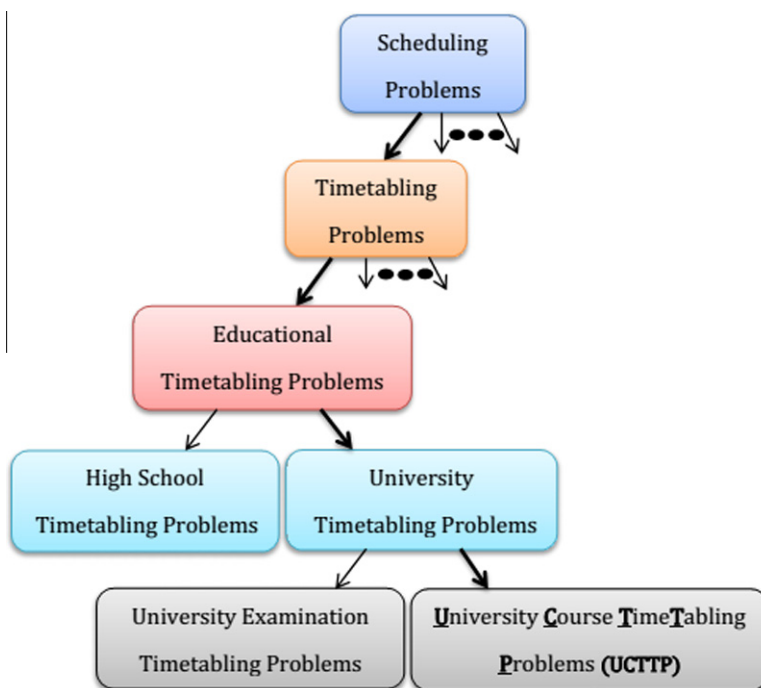 Scheduling
Problems
Timetabling
Problems
Educational
Timetabling Problems
High School
Timetabling Problems
University
Timetabling Problems
University Examination
Timetabling Problems
University Course TimeTabling
Problems (UCTTP)